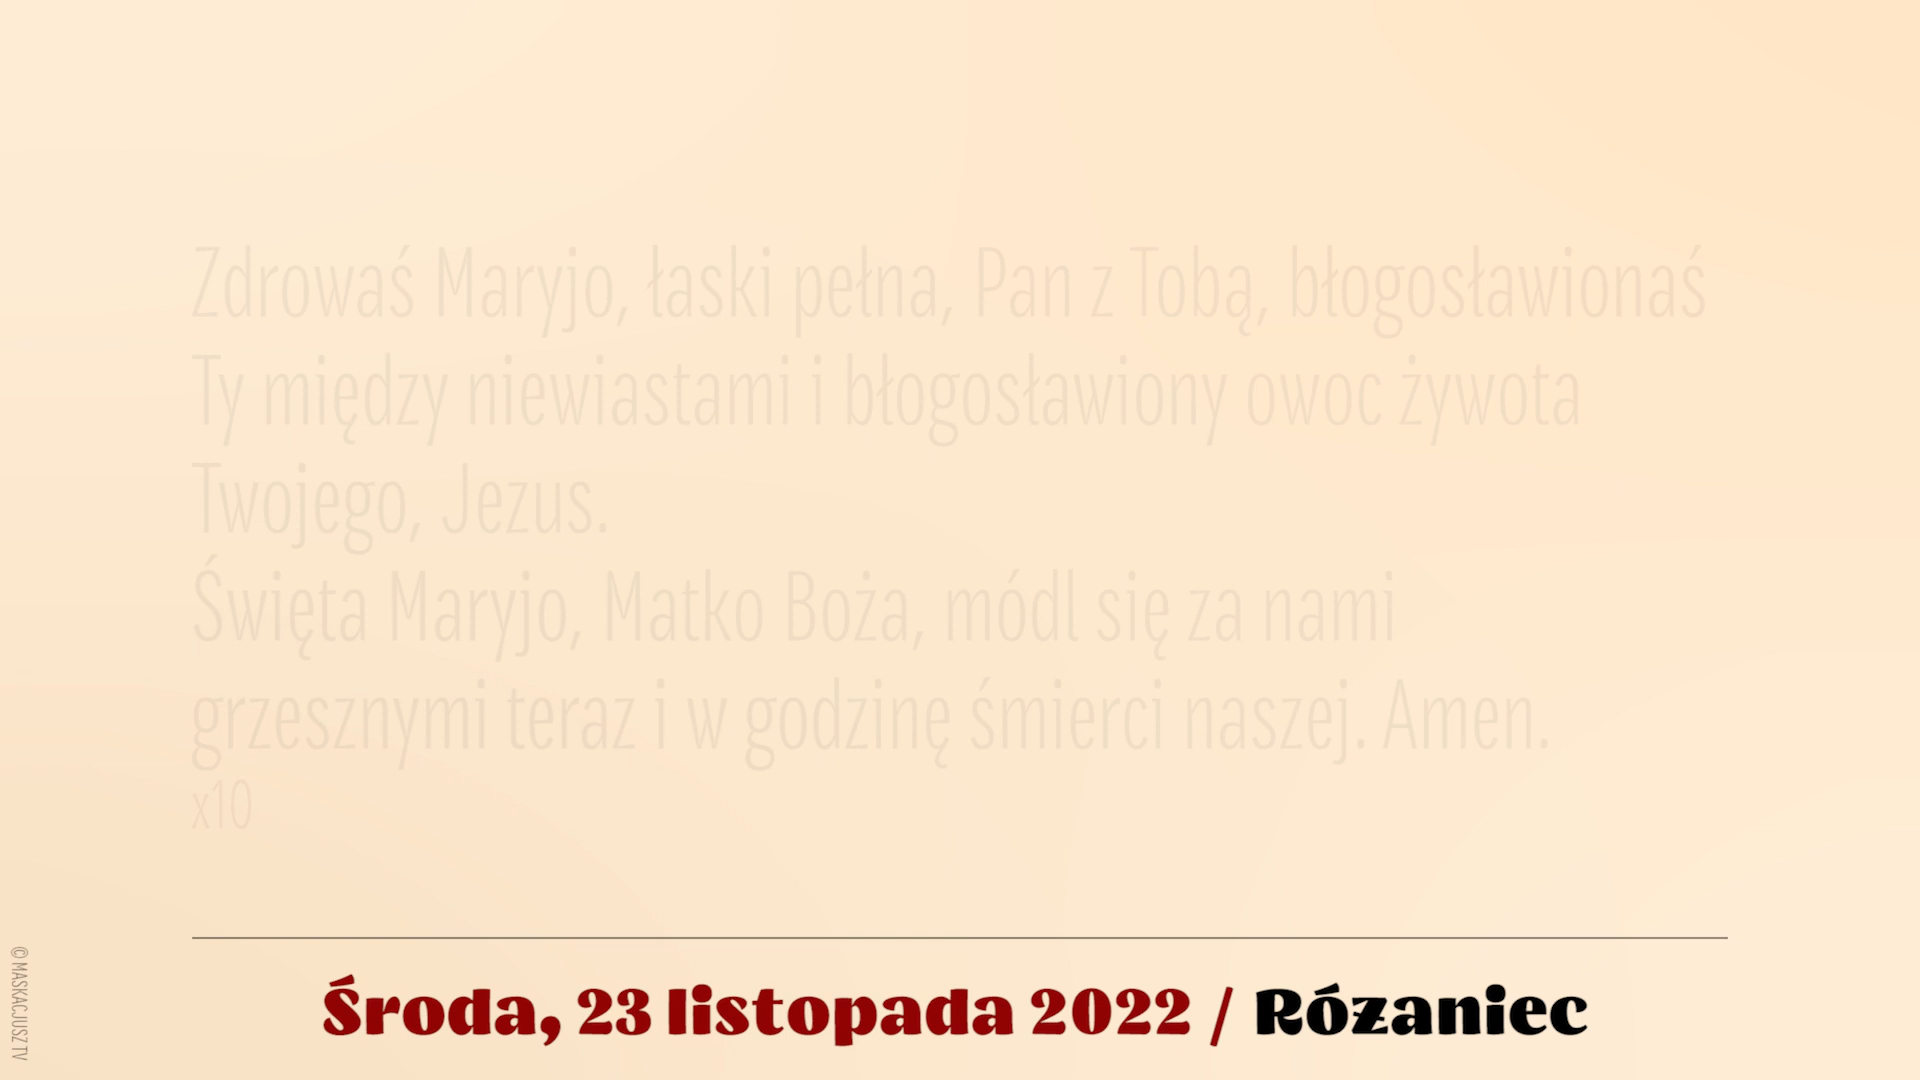 Zdrowaś Maryjo, łaski pełna, Pan z Tobą, błogosławionaś
Ty między niewiastami i błogosławiony owoc żywota
Twojego, Jezus.
Święta Maryjo, Matko Boża, módl się za nami
grzesznymi teraz i w godzinę śmierci naszej. Amen.
x10
Środa, 23 listopada 2022 / Różaniec
© MASKACJUSZ TV